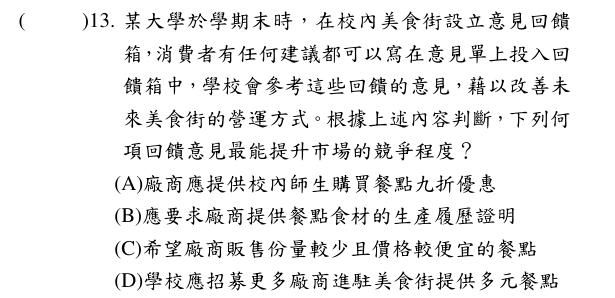 (　　)13. 某大學於學期末時，在校內美食街設立意見回饋
箱，消費者有任何建議都可以寫在意見單上投入回
饋箱中，學校會參考這些回饋的意見，藉以改善未
來美食街的營運方式。根據上述內容判斷，下列何
項回饋意見最能提升市場的競爭程度？
(A)廠商應提供校內師生購買餐點九折優惠
(B)應要求廠商提供餐點食材的生產履歷證明
(C)希望廠商販售份量較少且價格較便宜的餐點
(D)學校應招募更多廠商進駐美食街提供多元餐點